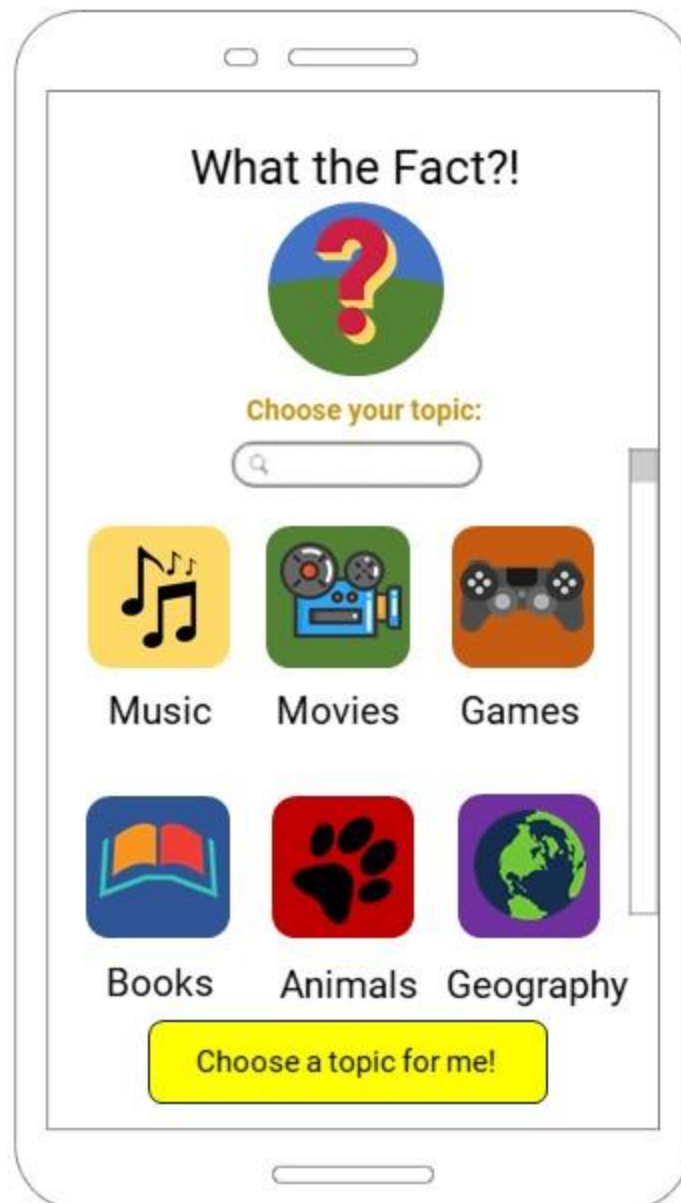 What the Fact?!
?
Choose your topic:
Music Movies Games
Books Animals Geography
Choose a topic for me!